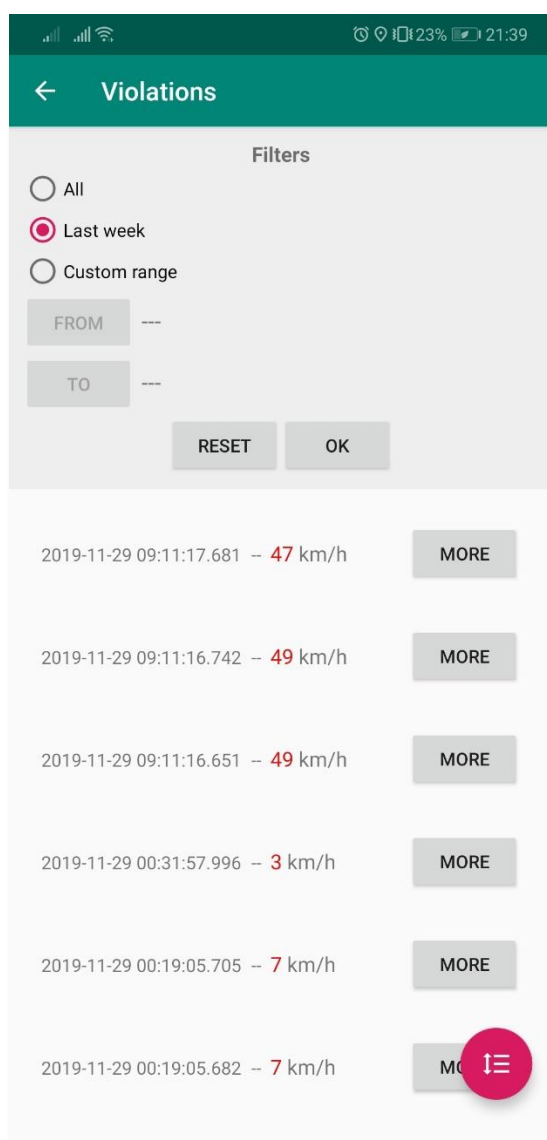 23% 21:39
Violations
Filters
All
Last week
Custom range
FROM ---
TO ---
RESET OK
2019-11-29 09:11:17.681 -- 47 km/h MORE
2019-11-29 09:11:16.742 -- 49 km/h MORE
2019-11-29 09:11:16.651 -- 49 km/h MORE
2019-11-29 00:31:57.996 -- 3 km/h MORE
2019-11-29 00:19:05.705 -- 7 km/h MORE
2019-11-29 00:19:05.682 -- 7 km/h